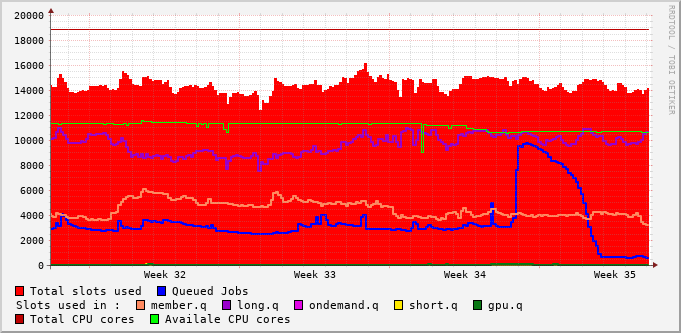 20000
18000
16000
14000
12000
10000
8000
6000
4000
2000
0
Week 32 Week 33 Week 34 Week 35
RRDTOOL / TOBI OETIKER
Total slots used Queued Jobs
Slots used in : member.q long.q ondemand.q short.q gpu.q
Total CPU cores Availale CPU cores